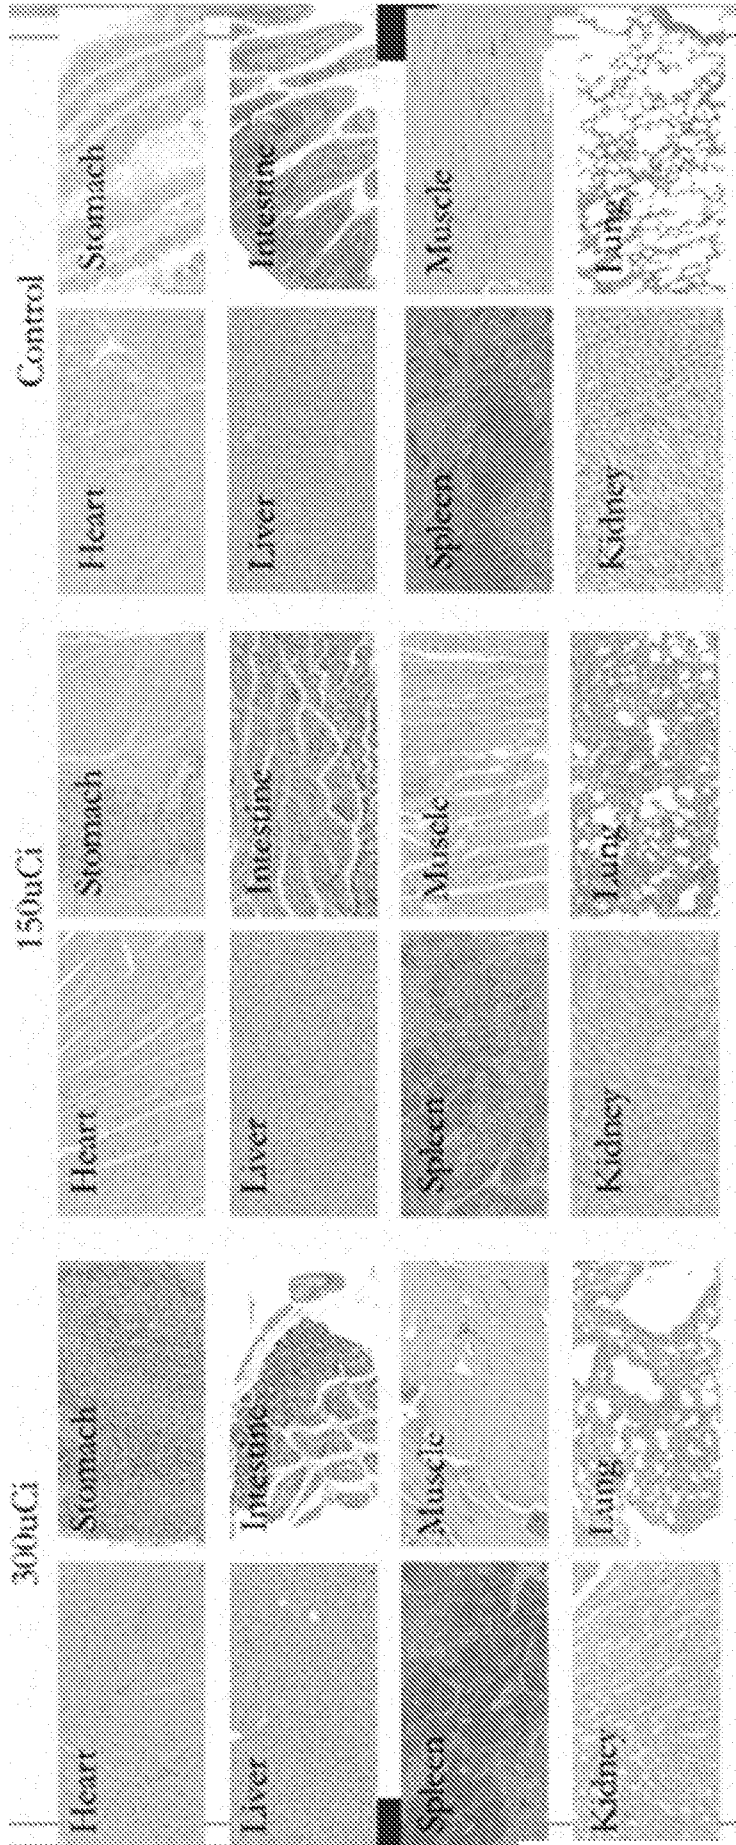 300uCi 150uCi Control
Heart Stomach Heart Stomach Heart Stomach
Liver Intestine Liver Intestine Liver Intestine
Spleen Muscle Spleen Muscle Spleen Muscle
Kidney Lung Kidney Lung Kidney Lung